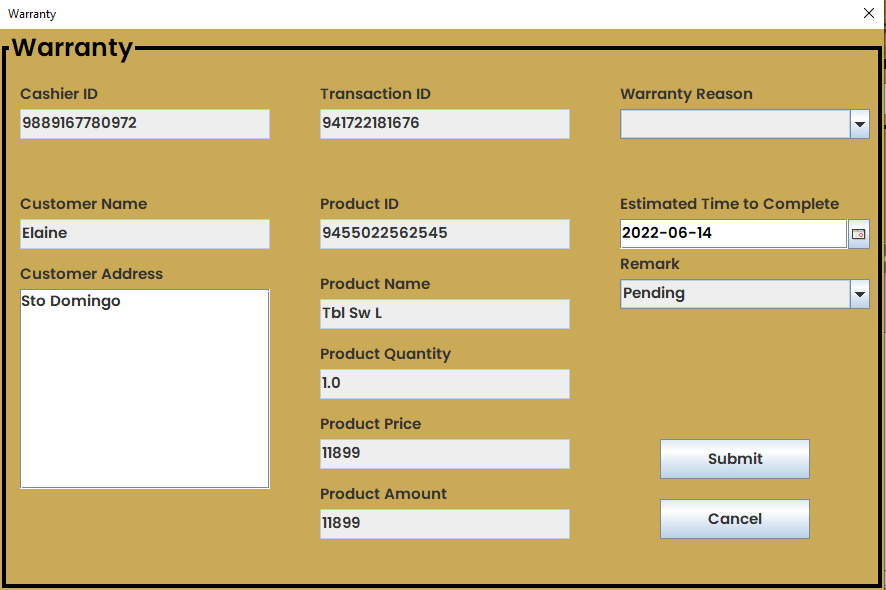 Warranty
Warranty
Cashier ID
9889167780972
Transaction ID
941722181676
Warranty Reason
Customer Name
Elaine
Customer Address
Sto Domingo
Product ID
9455022562545
Product Name
Tbl Sw L
Product Quantity
1.0
Product Price
11899
Product Amount
11899
Estimated Time to Complete
2022-06-14
Remark
Pending
Submit
Cancel